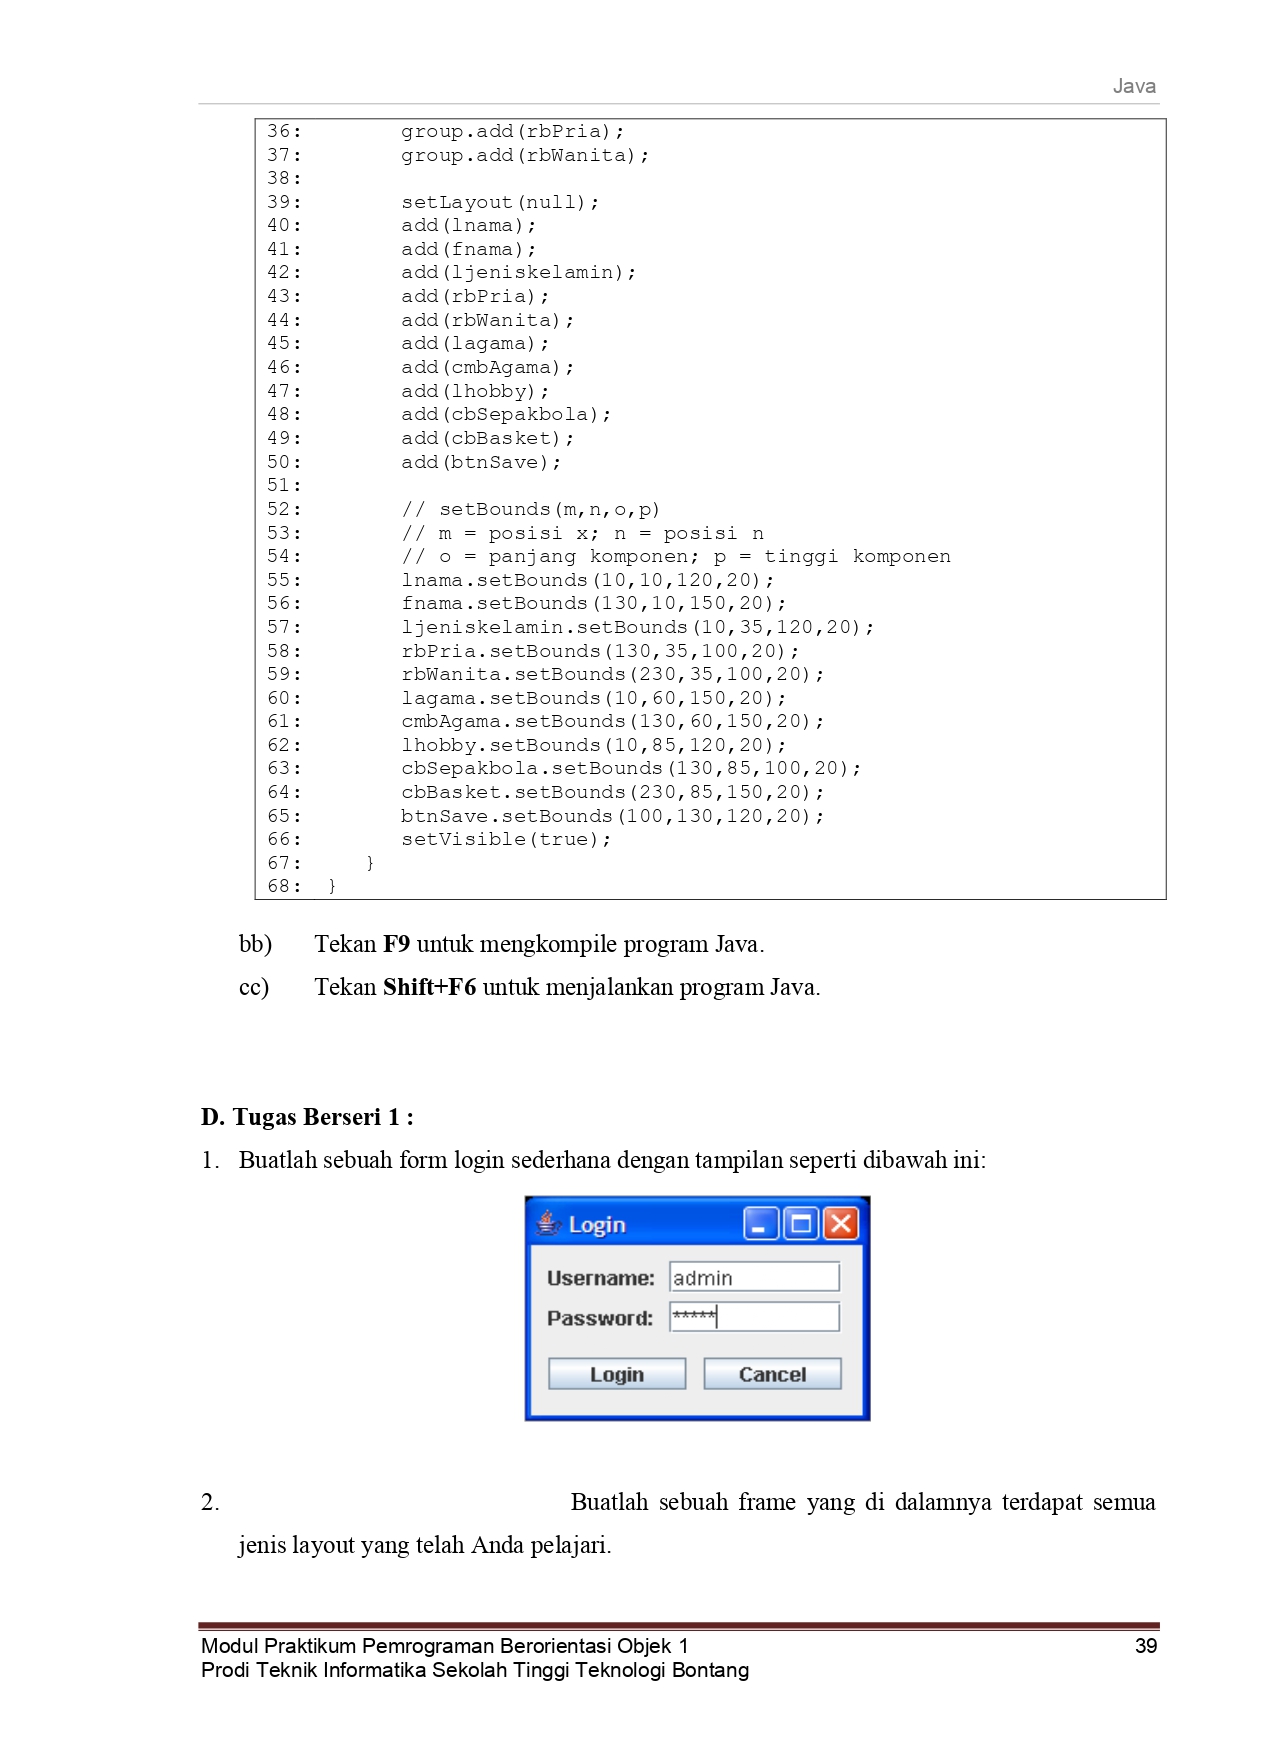 Java
36:        group.add(rbPria);
37:        group.add(rbWanita);
38:
39:        setLayout(null);
40:        add(lnama);
41:        add(fnama);
42:        add(ljeniskelamin);
43:        add(rbPria);
44:        add(rbWanita);
45:        add(lagama);
46:        add(cmbAgama);
47:        add(lhobby);
48:        add(cbSepakbola);
49:        add(cbBasket);
50:        add(btnSave);
51:
52:        // setBounds(m,n,o,p)
53:        // m = posisi x; n = posisi n
54:        // o = panjang komponen; p = tinggi komponen
55:        lnama.setBounds(10,10,120,20);
56:        fnama.setBounds(130,10,150,20);
57:        ljeniskelamin.setBounds(10,35,120,20);
58:        rbPria.setBounds(130,35,100,20);
59:        rbWanita.setBounds(230,35,100,20);
60:        lagama.setBounds(10,60,150,20);
61:        cmbAgama.setBounds(130,60,150,20);
62:        lhobby.setBounds(10,85,120,20);
63:        cbSepakbola.setBounds(130,85,100,20);
64:        cbBasket.setBounds(230,85,150,20);
65:        btnSave.setBounds(100,130,120,20);
66:        setVisible(true);
67:     }
68:  }
bb) Tekan F9 untuk mengkompile program Java.
cc) Tekan Shift+F6 untuk menjalankan program Java.
D. Tugas Berseri 1 :
1. Buatlah sebuah form login sederhana dengan tampilan seperti dibawah ini:
Login
Username: admin
Password: *****
Login Cancel
2. Buatlah sebuah frame yang di dalamnya terdapat semua
jenis layout yang telah Anda pelajari.
Modul Praktikum Pemrograman Berorientasi Objek 1 39
Prodi Teknik Informatika Sekolah Tinggi Teknologi Bontang